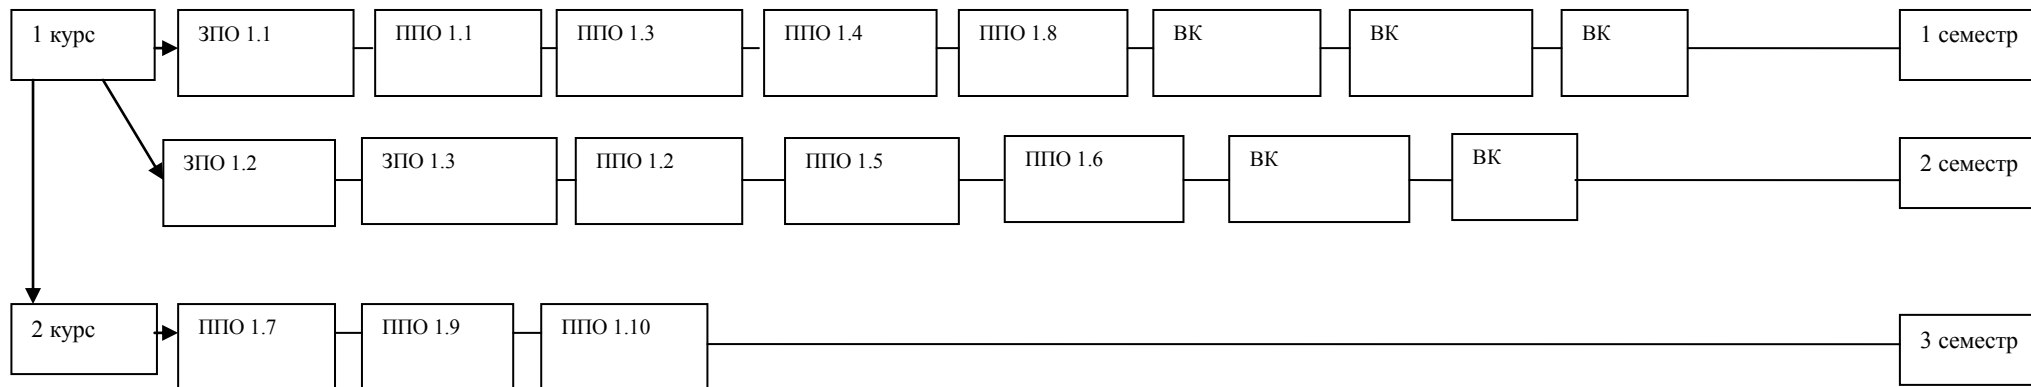 1 курс
ЗПО 1.1
ППО 1.1
ППО 1.3
ППО 1.4
ППО 1.8
ВК
ВК
ВК
1 семестр
ЗПО 1.2
ЗПО 1.3
ППО 1.2
ППО 1.5
ППО 1.6
ВК
ВК
2 семестр
2 курс
ППО 1.7
ППО 1.9
ППО 1.10
3 семестр